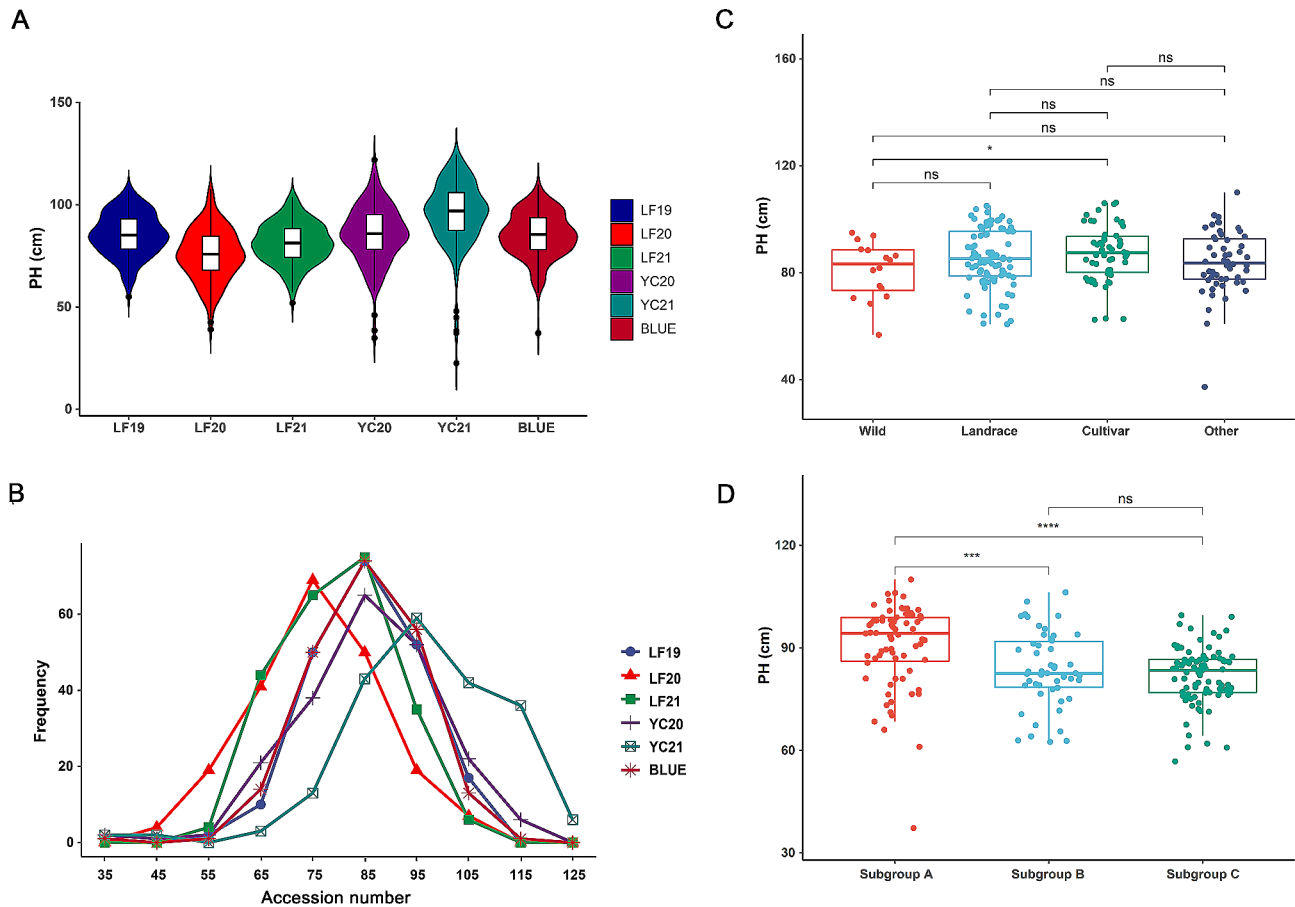 A
150
100
50
0
PH (cm)
LF19 LF20 LF21 YC20 YC21 BLUE
LF19
LF20
LF21
YC20
YC21
BLUE
B
60
40
20
0
Frequency
35 45 55 65 75 85 95 105 115 125
Accession number
LF19
LF20
LF21
YC20
YC21
BLUE
C
160
120
80
40
PH (cm)
ns
ns
ns
ns
*
ns
Wild Landrace Cultivar Other
D
120
90
60
30
PH (cm)
ns
****
***
Subgroup A Subgroup B Subgroup C